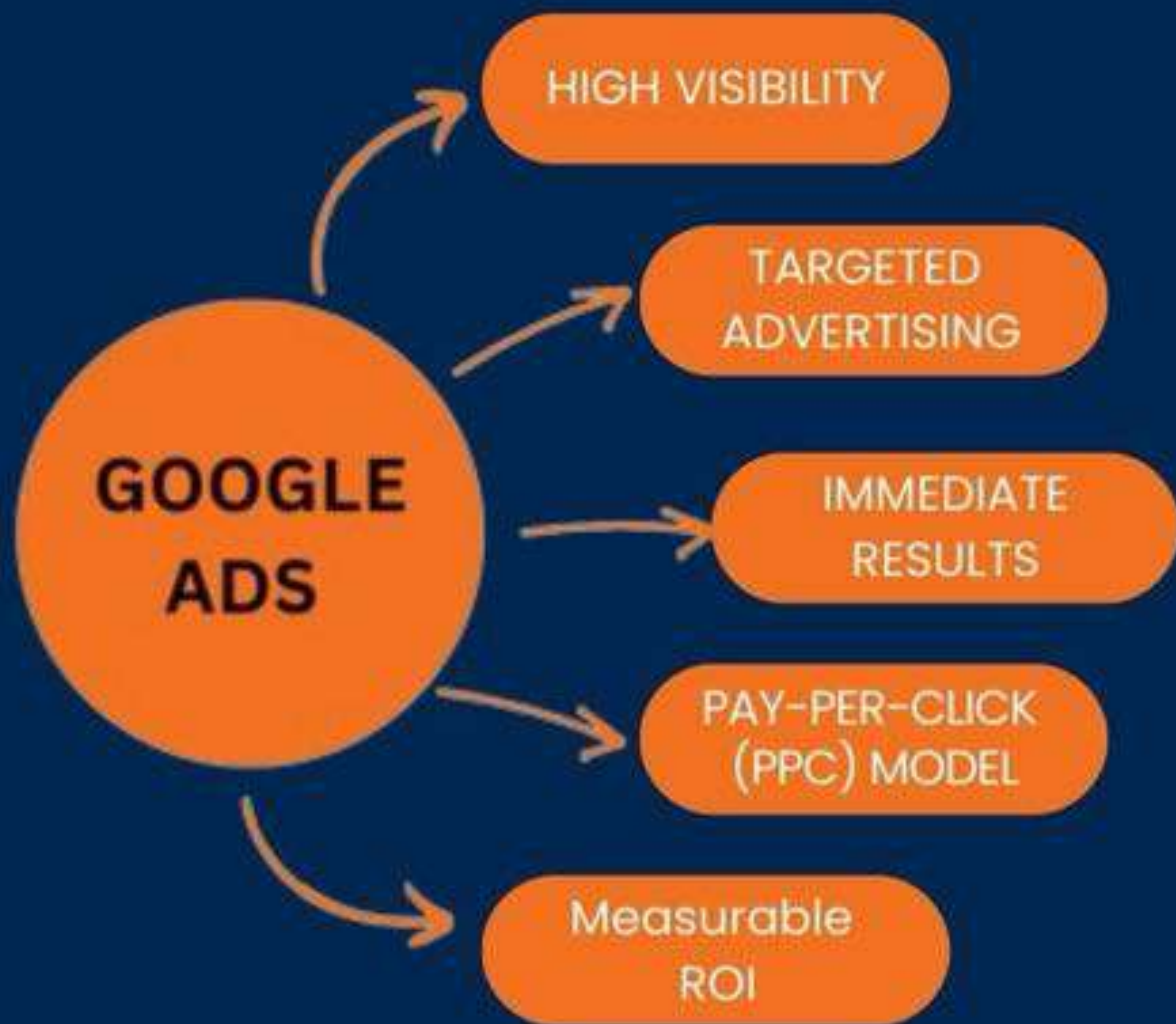 GOOGLE
ADS
HIGH VISIBILITY
TARGETED
ADVERTISING
IMMEDIATE
RESULTS
PAY-PER-CLICK
(PPC) MODEL
Measurable
ROI